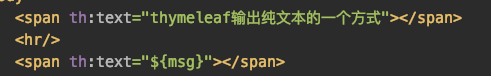 <span th:text="thymeleaf输出纯文本的一个方式"></span>
<hr/>
<span th:text="${msg}"></span>